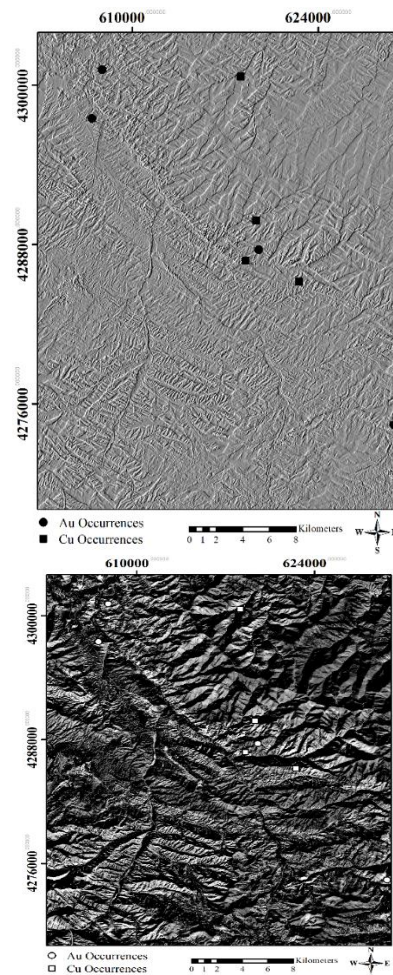 610000 624000
4300000
4288000
4276000
Au Occurrences
Cu Occurrences
0 1 2 4 6 8
Kilometers
N
W E
S
610000 624000
4300000
4288000
4276000
Au Occurrences
Cu Occurrences
0 1 2 4 6 8
Kilometers
N
W E
S